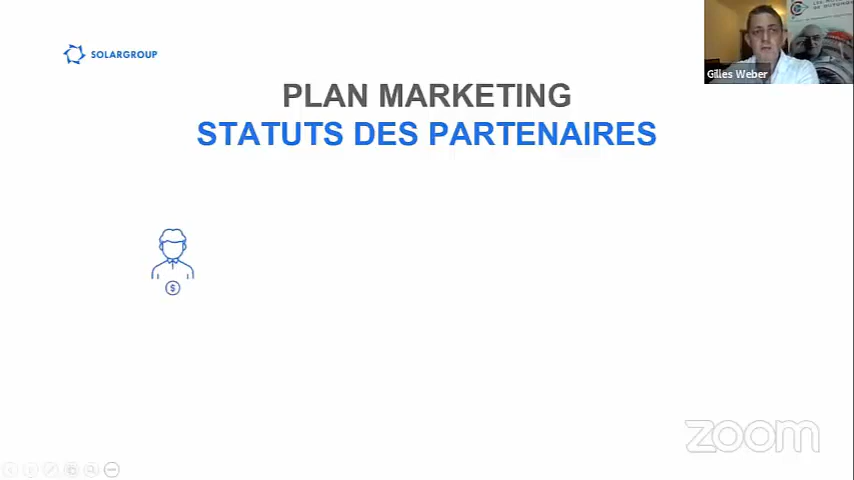 SOLARGROUP
PLAN MARKETING
STATUTS DES PARTENAIRES
$
Gilles Weber
zoom